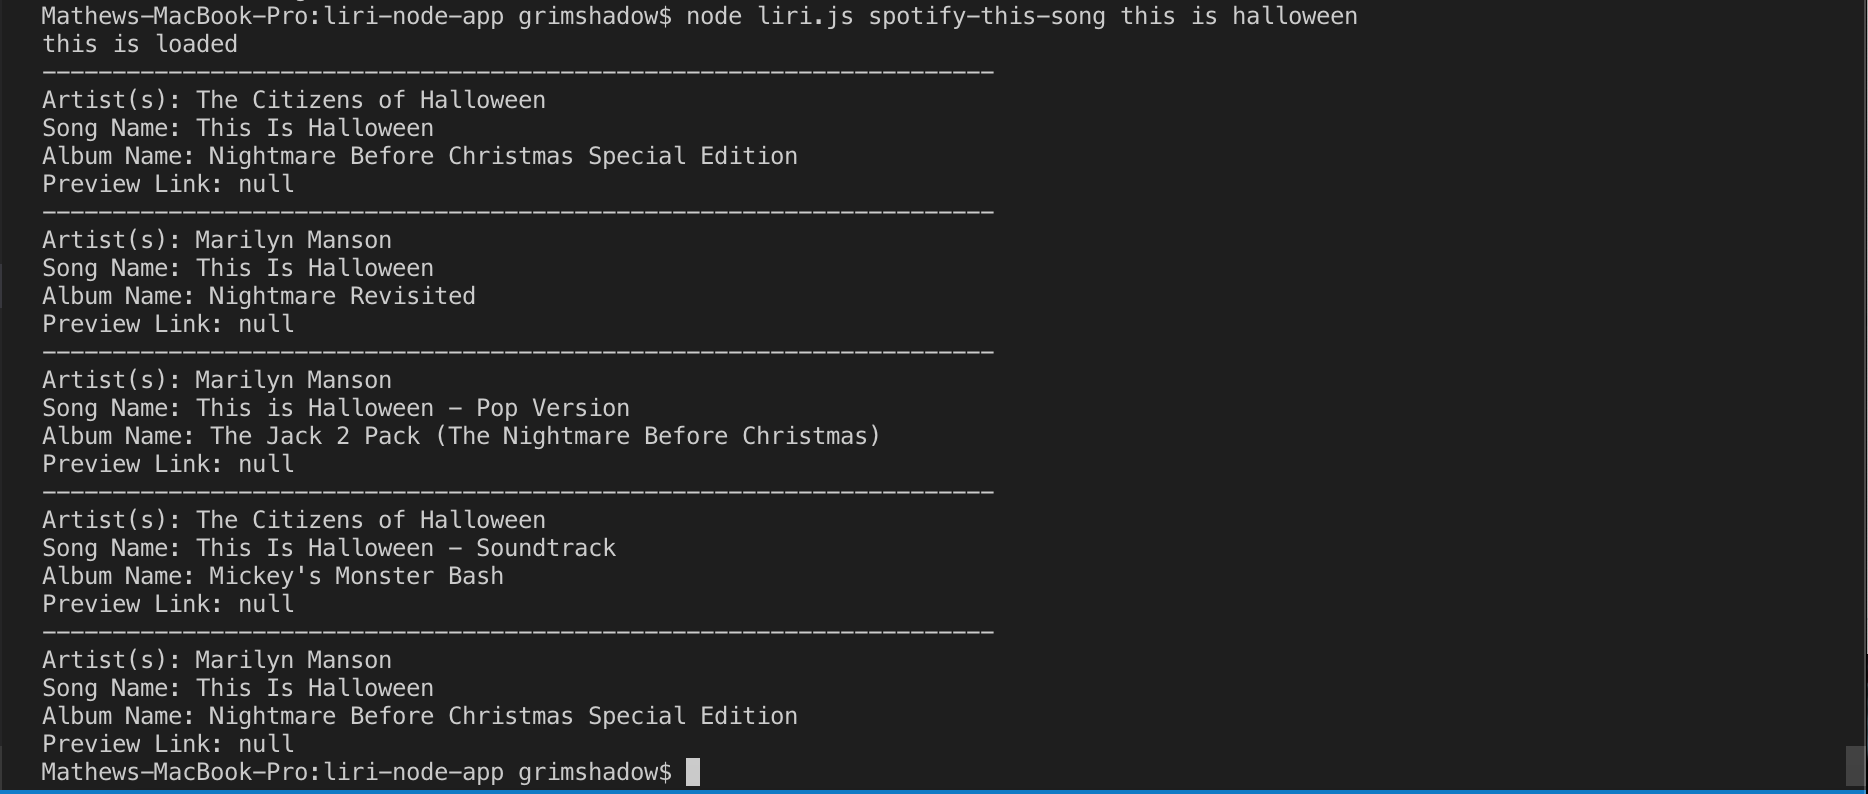 Mathews-MacBook-Pro:liri-node-app grimshadow$ node liri.js spotify-this-song this is halloween
this is loaded
--------------------------------------------------------------------
Artist(s): The Citizens of Halloween
Song Name: This Is Halloween
Album Name: Nightmare Before Christmas Special Edition
Preview Link: null
--------------------------------------------------------------------
Artist(s): Marilyn Manson
Song Name: This Is Halloween
Album Name: Nightmare Revisited
Preview Link: null
--------------------------------------------------------------------
Artist(s): Marilyn Manson
Song Name: This is Halloween - Pop Version
Album Name: The Jack 2 Pack (The Nightmare Before Christmas)
Preview Link: null
--------------------------------------------------------------------
Artist(s): The Citizens of Halloween
Song Name: This Is Halloween - Soundtrack
Album Name: Mickey's Monster Bash
Preview Link: null
--------------------------------------------------------------------
Artist(s): Marilyn Manson
Song Name: This Is Halloween
Album Name: Nightmare Before Christmas Special Edition
Preview Link: null
Mathews-MacBook-Pro:liri-node-app grimshadow$